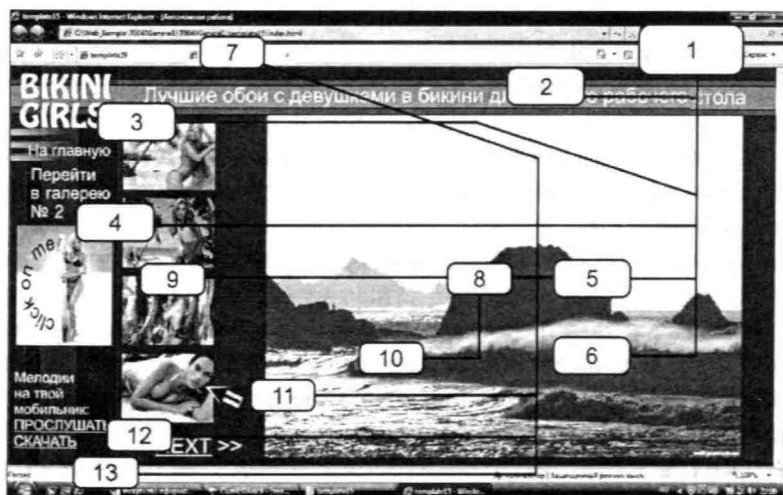 template15 - Windows Internet Explorer - [Автономная работа]
7
1
template29
2
BIKINI
GIRLS
Лучшие обои с девушками в бикини рабочего стола
3
На главную
Перейти
в галерею
№ 2
4
click on me!
9
8
5
10
6
11
Мелодии
на твой
мобильник:
ПРОСЛУШАТЬ
СКАЧАТЬ
12
NEXT >>
13